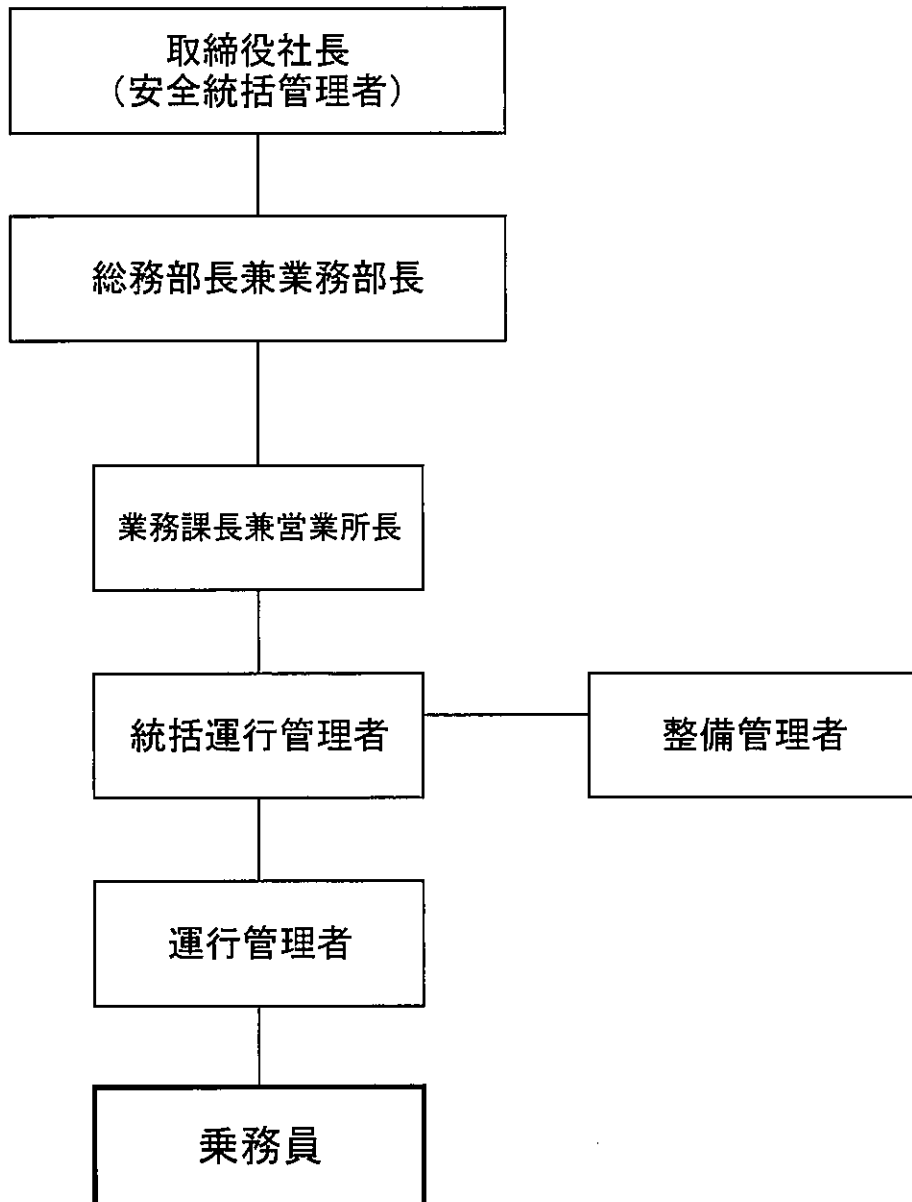 取締役社長
（安全統括管理者）
総務部長兼業務部長
業務課長兼営業所長
統括運行管理者
整備管理者
運行管理者
乗務員